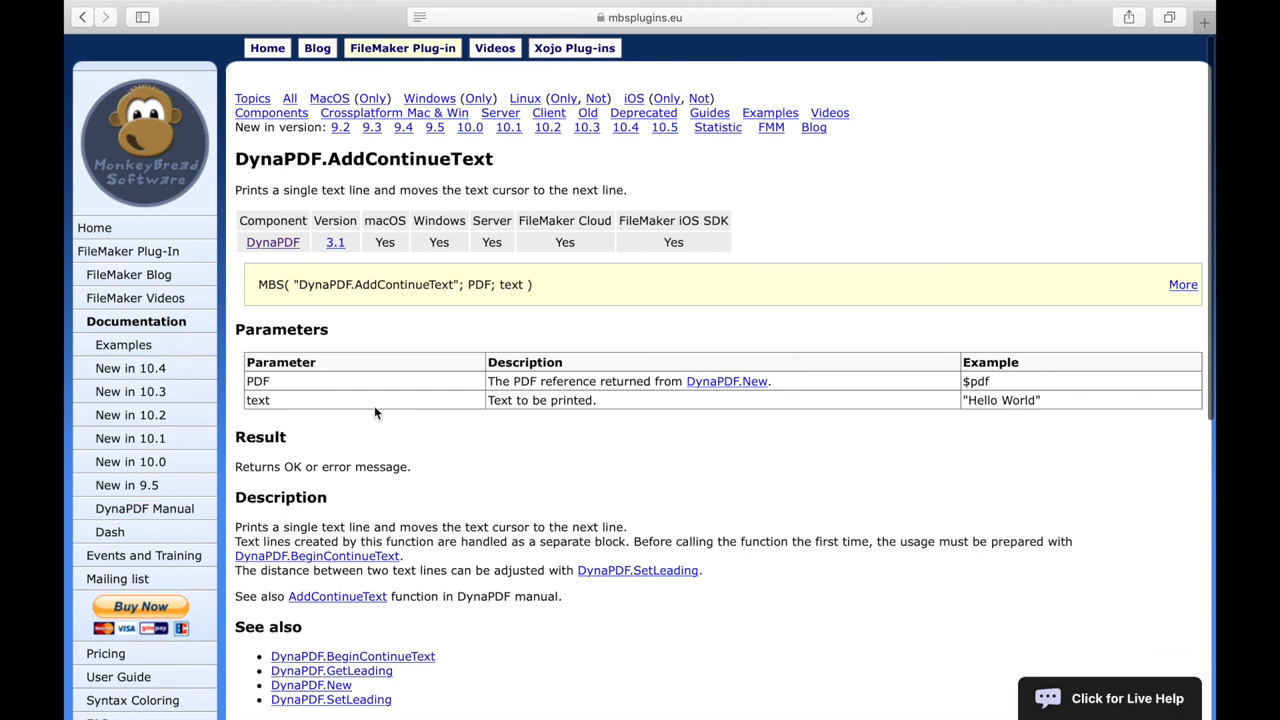 mbsplugins.eu
Home Blog FileMaker Plug-in Videos Xojo Plug-ins
MonkeyBread
Software
Home
FileMaker Plug-In
FileMaker Blog
FileMaker Videos
Documentation
Examples
New in 10.4
New in 10.3
New in 10.2
New in 10.1
New in 10.0
New in 9.5
DynaPDF Manual
Dash
Events and Training
Mailing list
Buy Now
VISA
Pricing
User Guide
Syntax Coloring
Topics All MacOS (Only) Windows (Only) Linux (Only, Not) iOS (Only, Not)
Components Crossplatform Mac & Win Server Client Old Deprecated Guides Examples Videos
New in version: 9.2 9.3 9.4 9.5 10.0 10.1 10.2 10.3 10.4 10.5 Statistic FMM Blog
DynaPDF.AddContinueText
Prints a single text line and moves the text cursor to the next line.
Component Version macOS Windows Server FileMaker Cloud FileMaker iOS SDK
DynaPDF 3.1 Yes Yes Yes Yes Yes
MBS( "DynaPDF.AddContinueText"; PDF; text ) More
Parameters
Parameter Description Example
PDF The PDF reference returned from DynaPDF.New. $pdf
text Text to be printed. "Hello World"
Result
Returns OK or error message.
Description
Prints a single text line and moves the text cursor to the next line.
Text lines created by this function are handled as a separate block. Before calling the function the first time, the usage must be prepared with
DynaPDF.BeginContinueText.
The distance between two text lines can be adjusted with DynaPDF.SetLeading.
See also AddContinueText function in DynaPDF manual.
See also
• DynaPDF.BeginContinueText
• DynaPDF.GetLeading
• DynaPDF.New
• DynaPDF.SetLeading
Click for Live Help